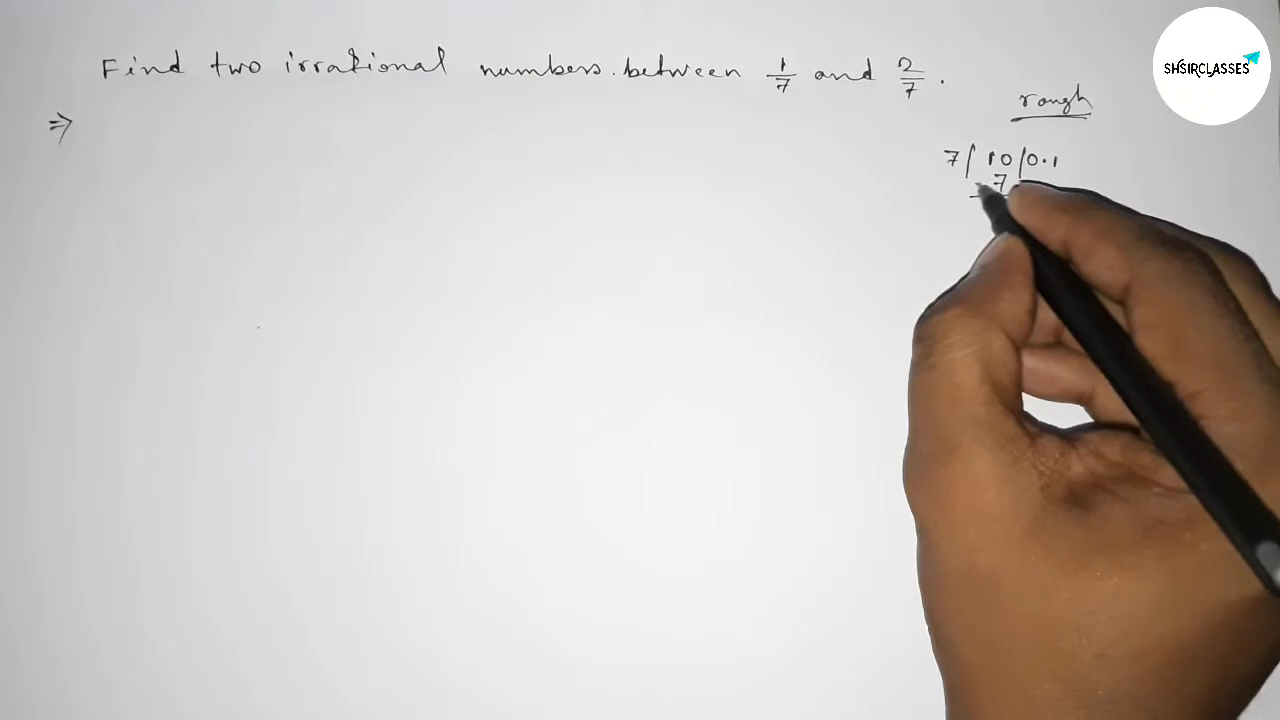 Find two irrational numbers. between 1/7 and 2/7 .
⇒
rough
7/ 10 /0.1
7
SHSIRCLASSES